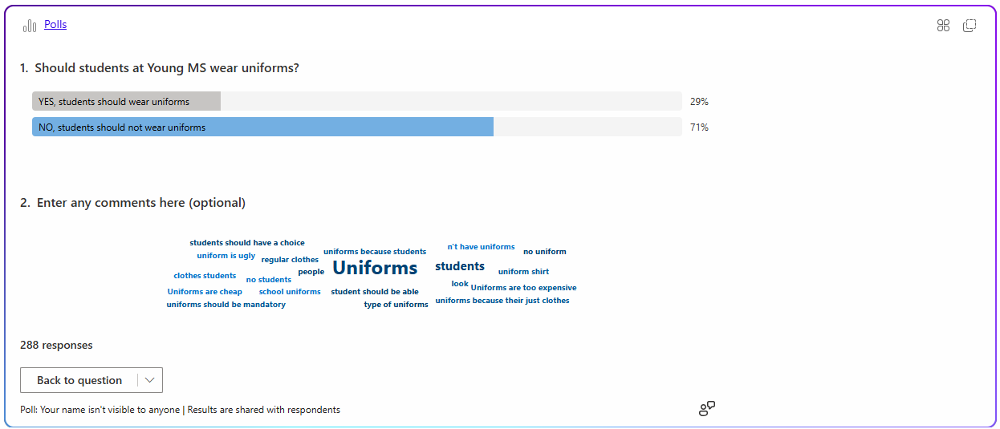 Polls
1. Should students at Young MS wear uniforms?
YES, students should wear uniforms 29%
NO, students should not wear uniforms 71%
2. Enter any comments here (optional)
students should have a choice
n't have uniforms
uniforms because students
no uniform
uniform is ugly
regular clothes
Uniforms
students
people
uniform shirt
clothes students
no students
look
Uniforms are too expensive
Uniforms are cheap
school uniforms
student should be able
uniforms because their just clothes
uniforms should be mandatory
type of uniforms
288 responses
Back to question
Poll: Your name isn't visible to anyone | Results are shared with respondents